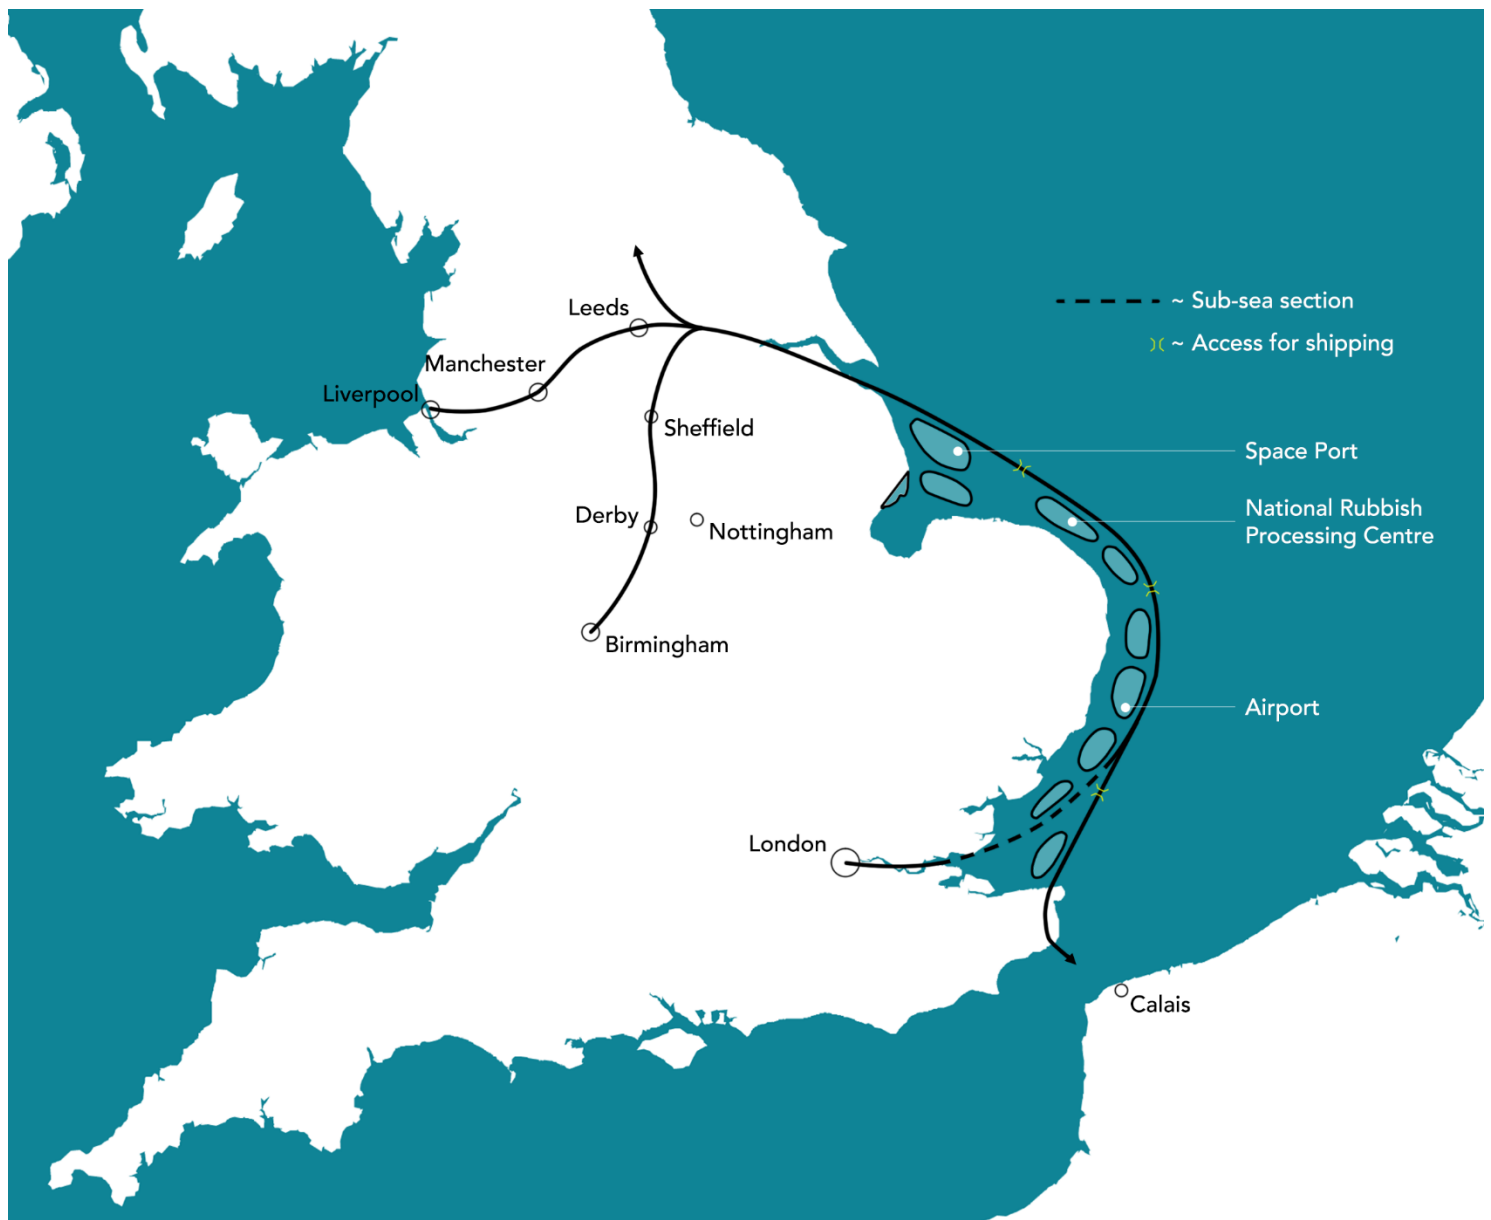 ~ Sub-sea section
Leeds
~ Access for shipping
Manchester
Liverpool
Sheffield
Space Port
National Rubbish
Processing Centre
Derby
Nottingham
Birmingham
Airport
London
Calais